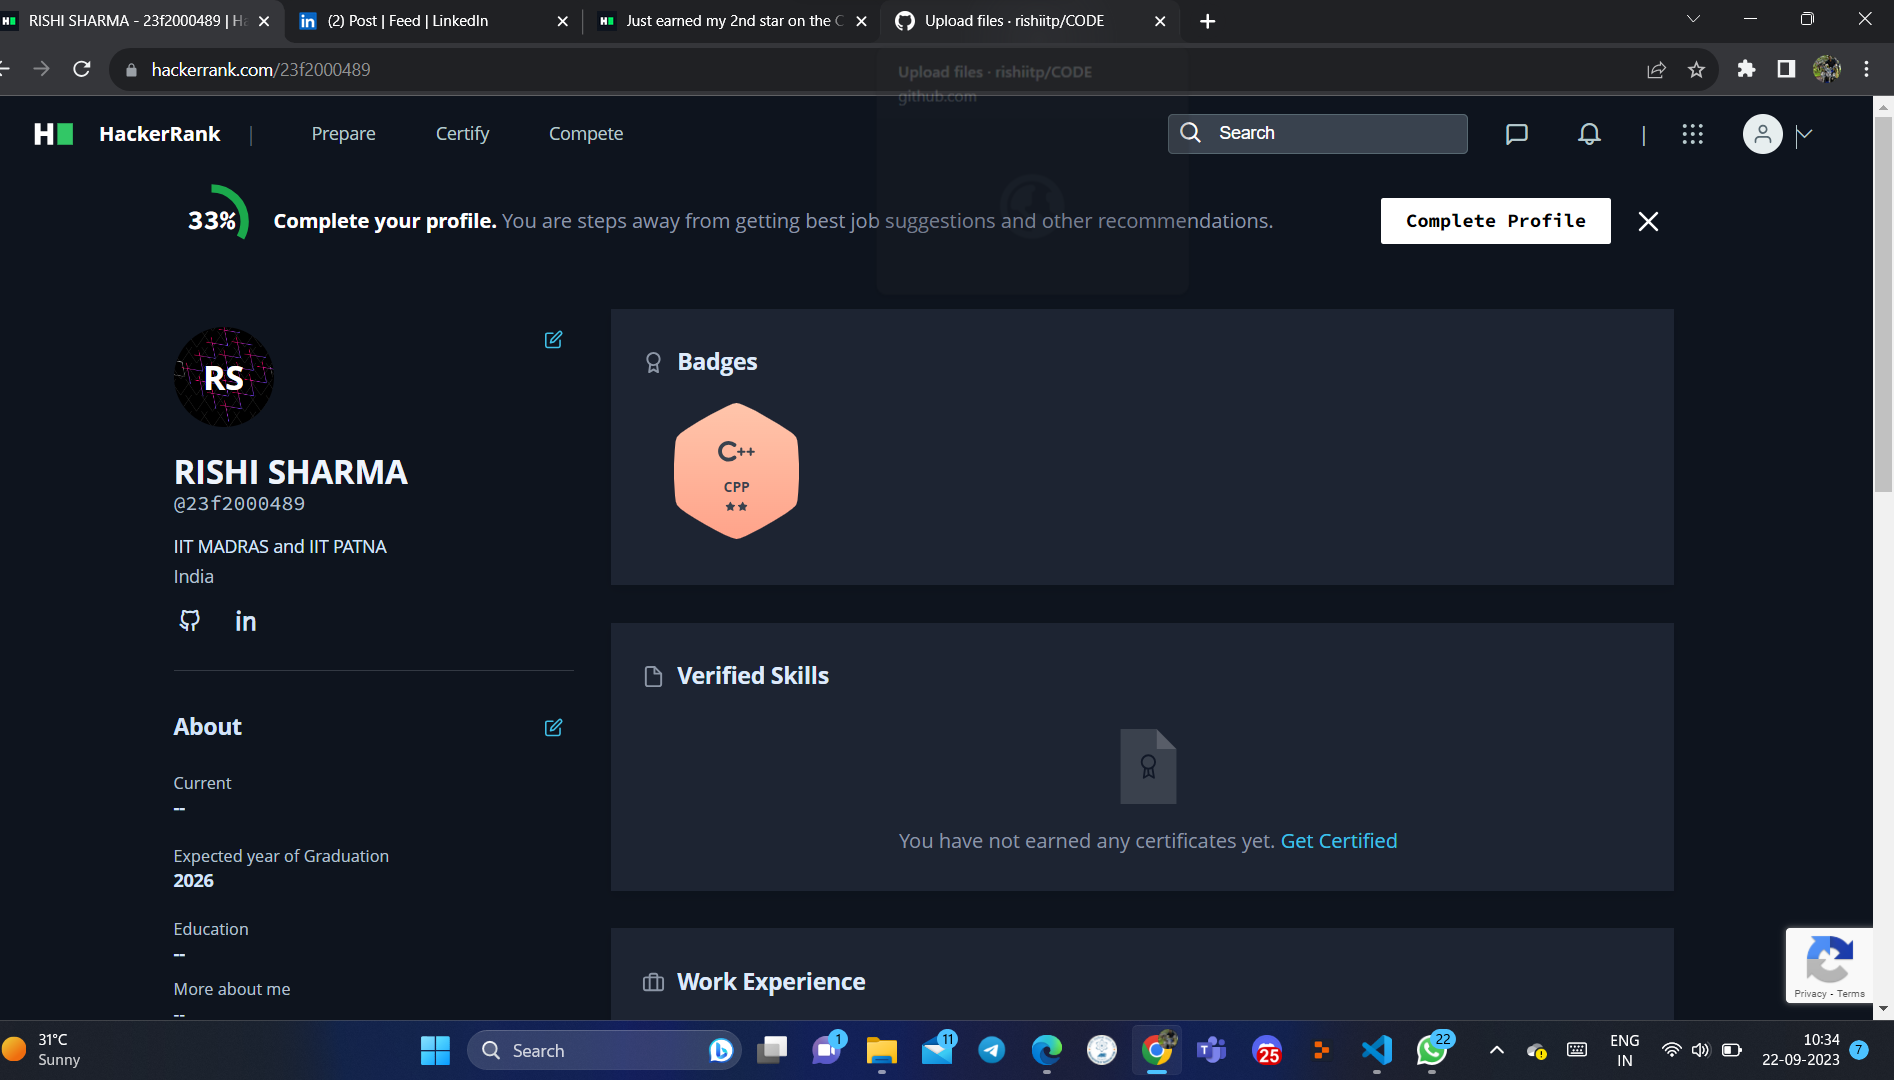 RISHI SHARMA - 23f2000489 | Ha
(2) Post | Feed | LinkedIn
Just earned my 2nd star on the C
Upload files · rishiitp/CODE
hackerrank.com/23f2000489
Upload files · rishiitp/CODE
github.com
HackerRank | Prepare Certify Compete Search |
33% Complete your profile. You are steps away from getting best job suggestions and other recommendations. Complete Profile
RS
RISHI SHARMA
@23f2000489
IIT MADRAS and IIT PATNA
India
in
About
Current
--
Expected year of Graduation
2026
Education
--
More about me
--
Badges
C++
CPP
Verified Skills
You have not earned any certificates yet. Get Certified
Work Experience
Privacy - Terms
31°C
Sunny
Search
1
11
25
22
ENG
IN
10:34
22-09-2023
7